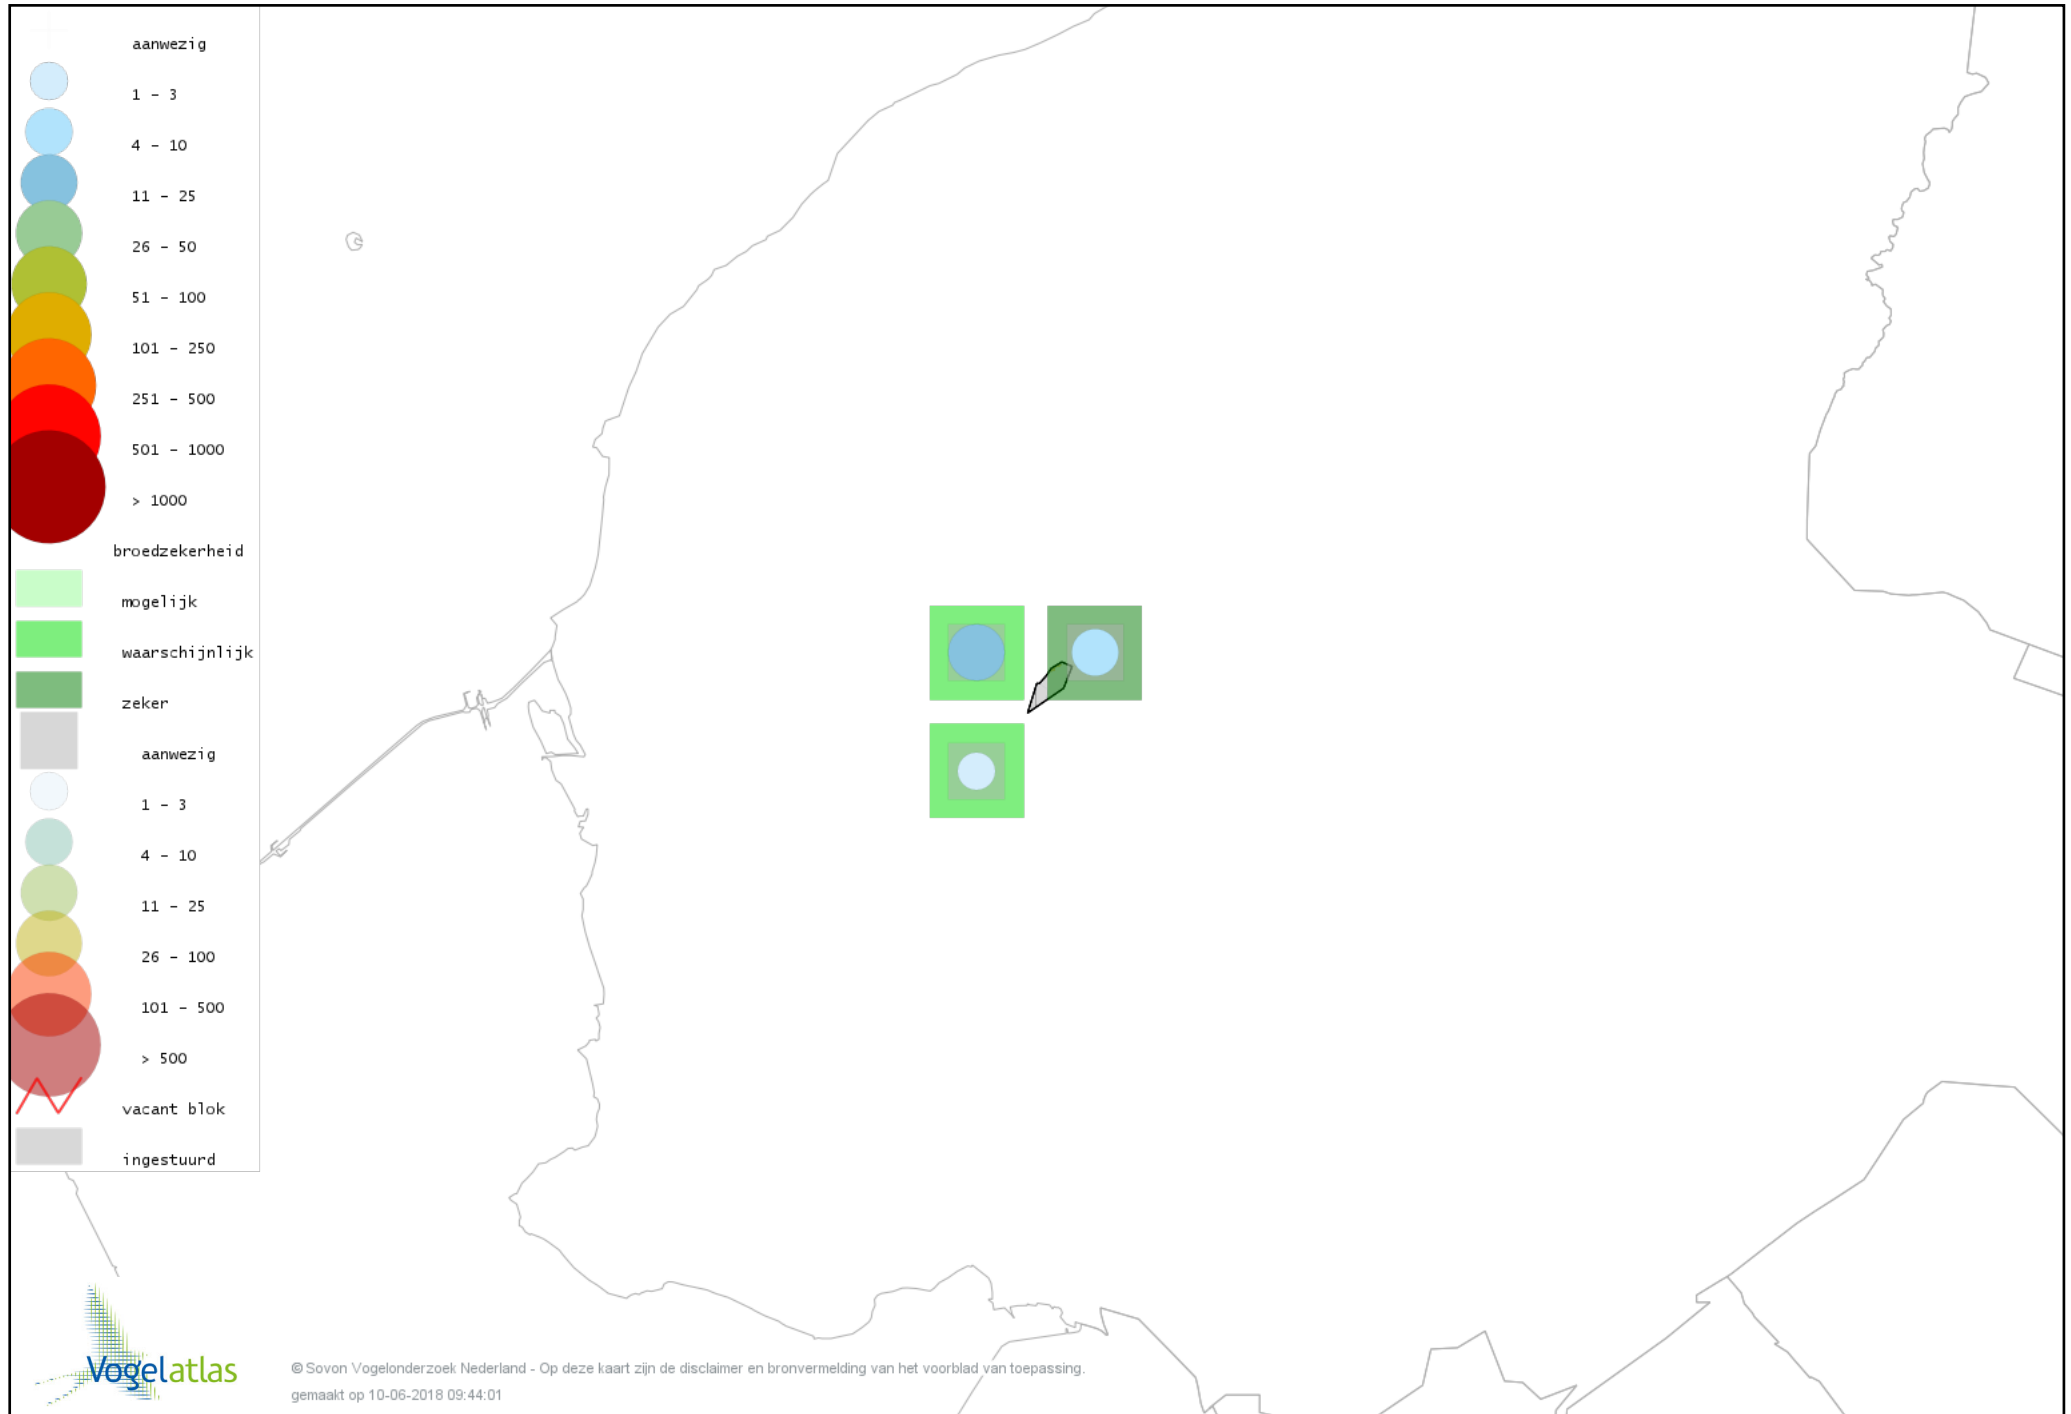 aanwezig
1 - 3
4 - 10
11 - 25
26 - 50
51 - 100
101 - 250
251 - 500
501 - 1000
> 1000
broedzekerheid
mogelijk
waarschijnlijk
zeker
aanwezig
1 - 3
4 - 10
11 - 25
26 - 100
101 - 500
> 500
vacant blok
ingestuurd
Vogelatlas
© Sovon Vogelonderzoek Nederland - Op deze kaart zijn de disclaimer en bronvermelding van het voorblad van toepassing.
gemaakt op 10-06-2018 09:44:01